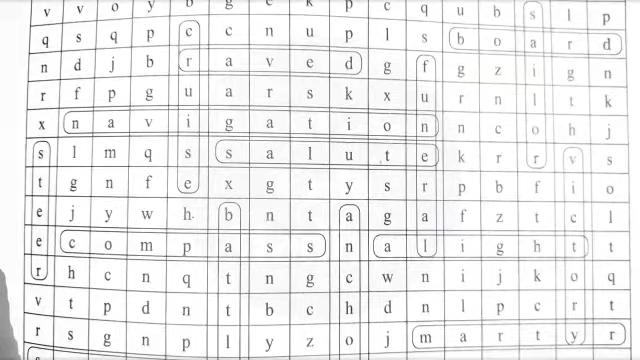 v v o y b g e k p c q u b s l p
q s q p c c n u p l s b o a r d
n d j b r a v e d g f g z i g n
r f p g u a r s k x u r n l t k
x n a v i g a t i o n n c o h j
s l m q s s a l u t e k r r v s
t g n f e x g t y s r p b f i o
e j y w h b n t a g a f z t c l
e c o m p a s s n a l i g h t t
r h c n q t n g c w n i j k o q
v t p d n t b c h d n l p c r t
r s g n p l y z o j m a r t y r